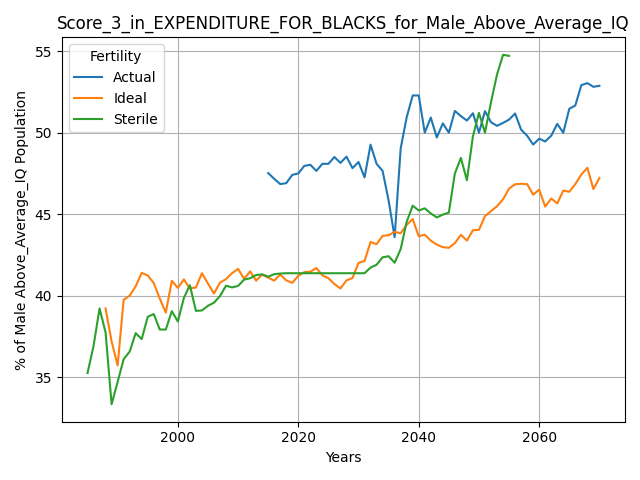 Score_3_in_EXPENDITURE_FOR_BLACKS_for_Male_Above_Average_IQ
Fertility
Actual
Ideal
Sterile
% of Male Above_Average_IQ Population
55
50
45
40
35
2000
2020
2040
2060
Years